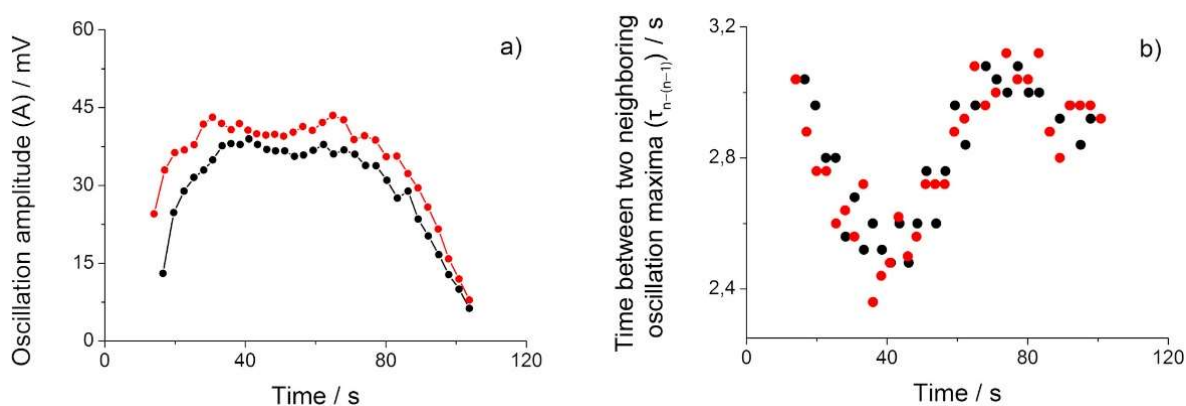 Oscillation amplitude (A) / mV
60
45
30
15
0
0
40
80
120
Time / s
a)
Time between two neighboring
oscillation maxima (τn−(n−1)) / s
3,2
2,8
2,4
0
40
80
120
Time / s
b)